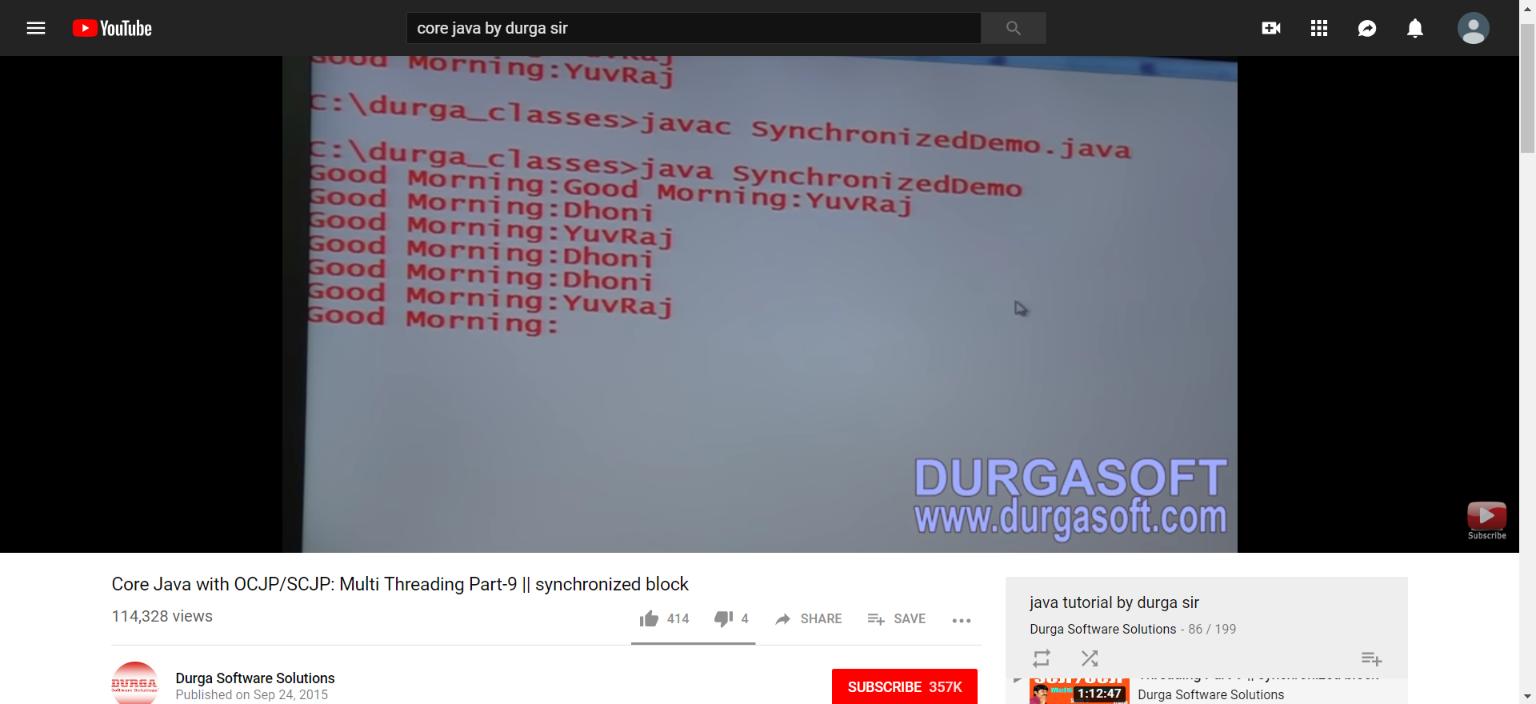 YouTube
core java by durga sir
Good Morning:YuvRaj
C:\durga_classes>javac SynchronizedDemo.java
C:\durga_classes>java SynchronizedDemo
Good Morning:Good Morning:YuvRaj
Good Morning:Dhoni
Good Morning:YuvRaj
Good Morning:Dhoni
Good Morning:Dhoni
Good Morning:YuvRaj
Good Morning:
DURGASOFT
www.durgasoft.com
Subscribe
Core Java with OCJP/SCJP: Multi Threading Part-9 || synchronized block
114,328 views
414
4
SHARE
SAVE
DURGA
Software Solutions
Durga Software Solutions
Published on Sep 24, 2015
SUBSCRIBE 357K
java tutorial by durga sir
Durga Software Solutions - 86 / 199
1:12:47
Durga Software Solutions